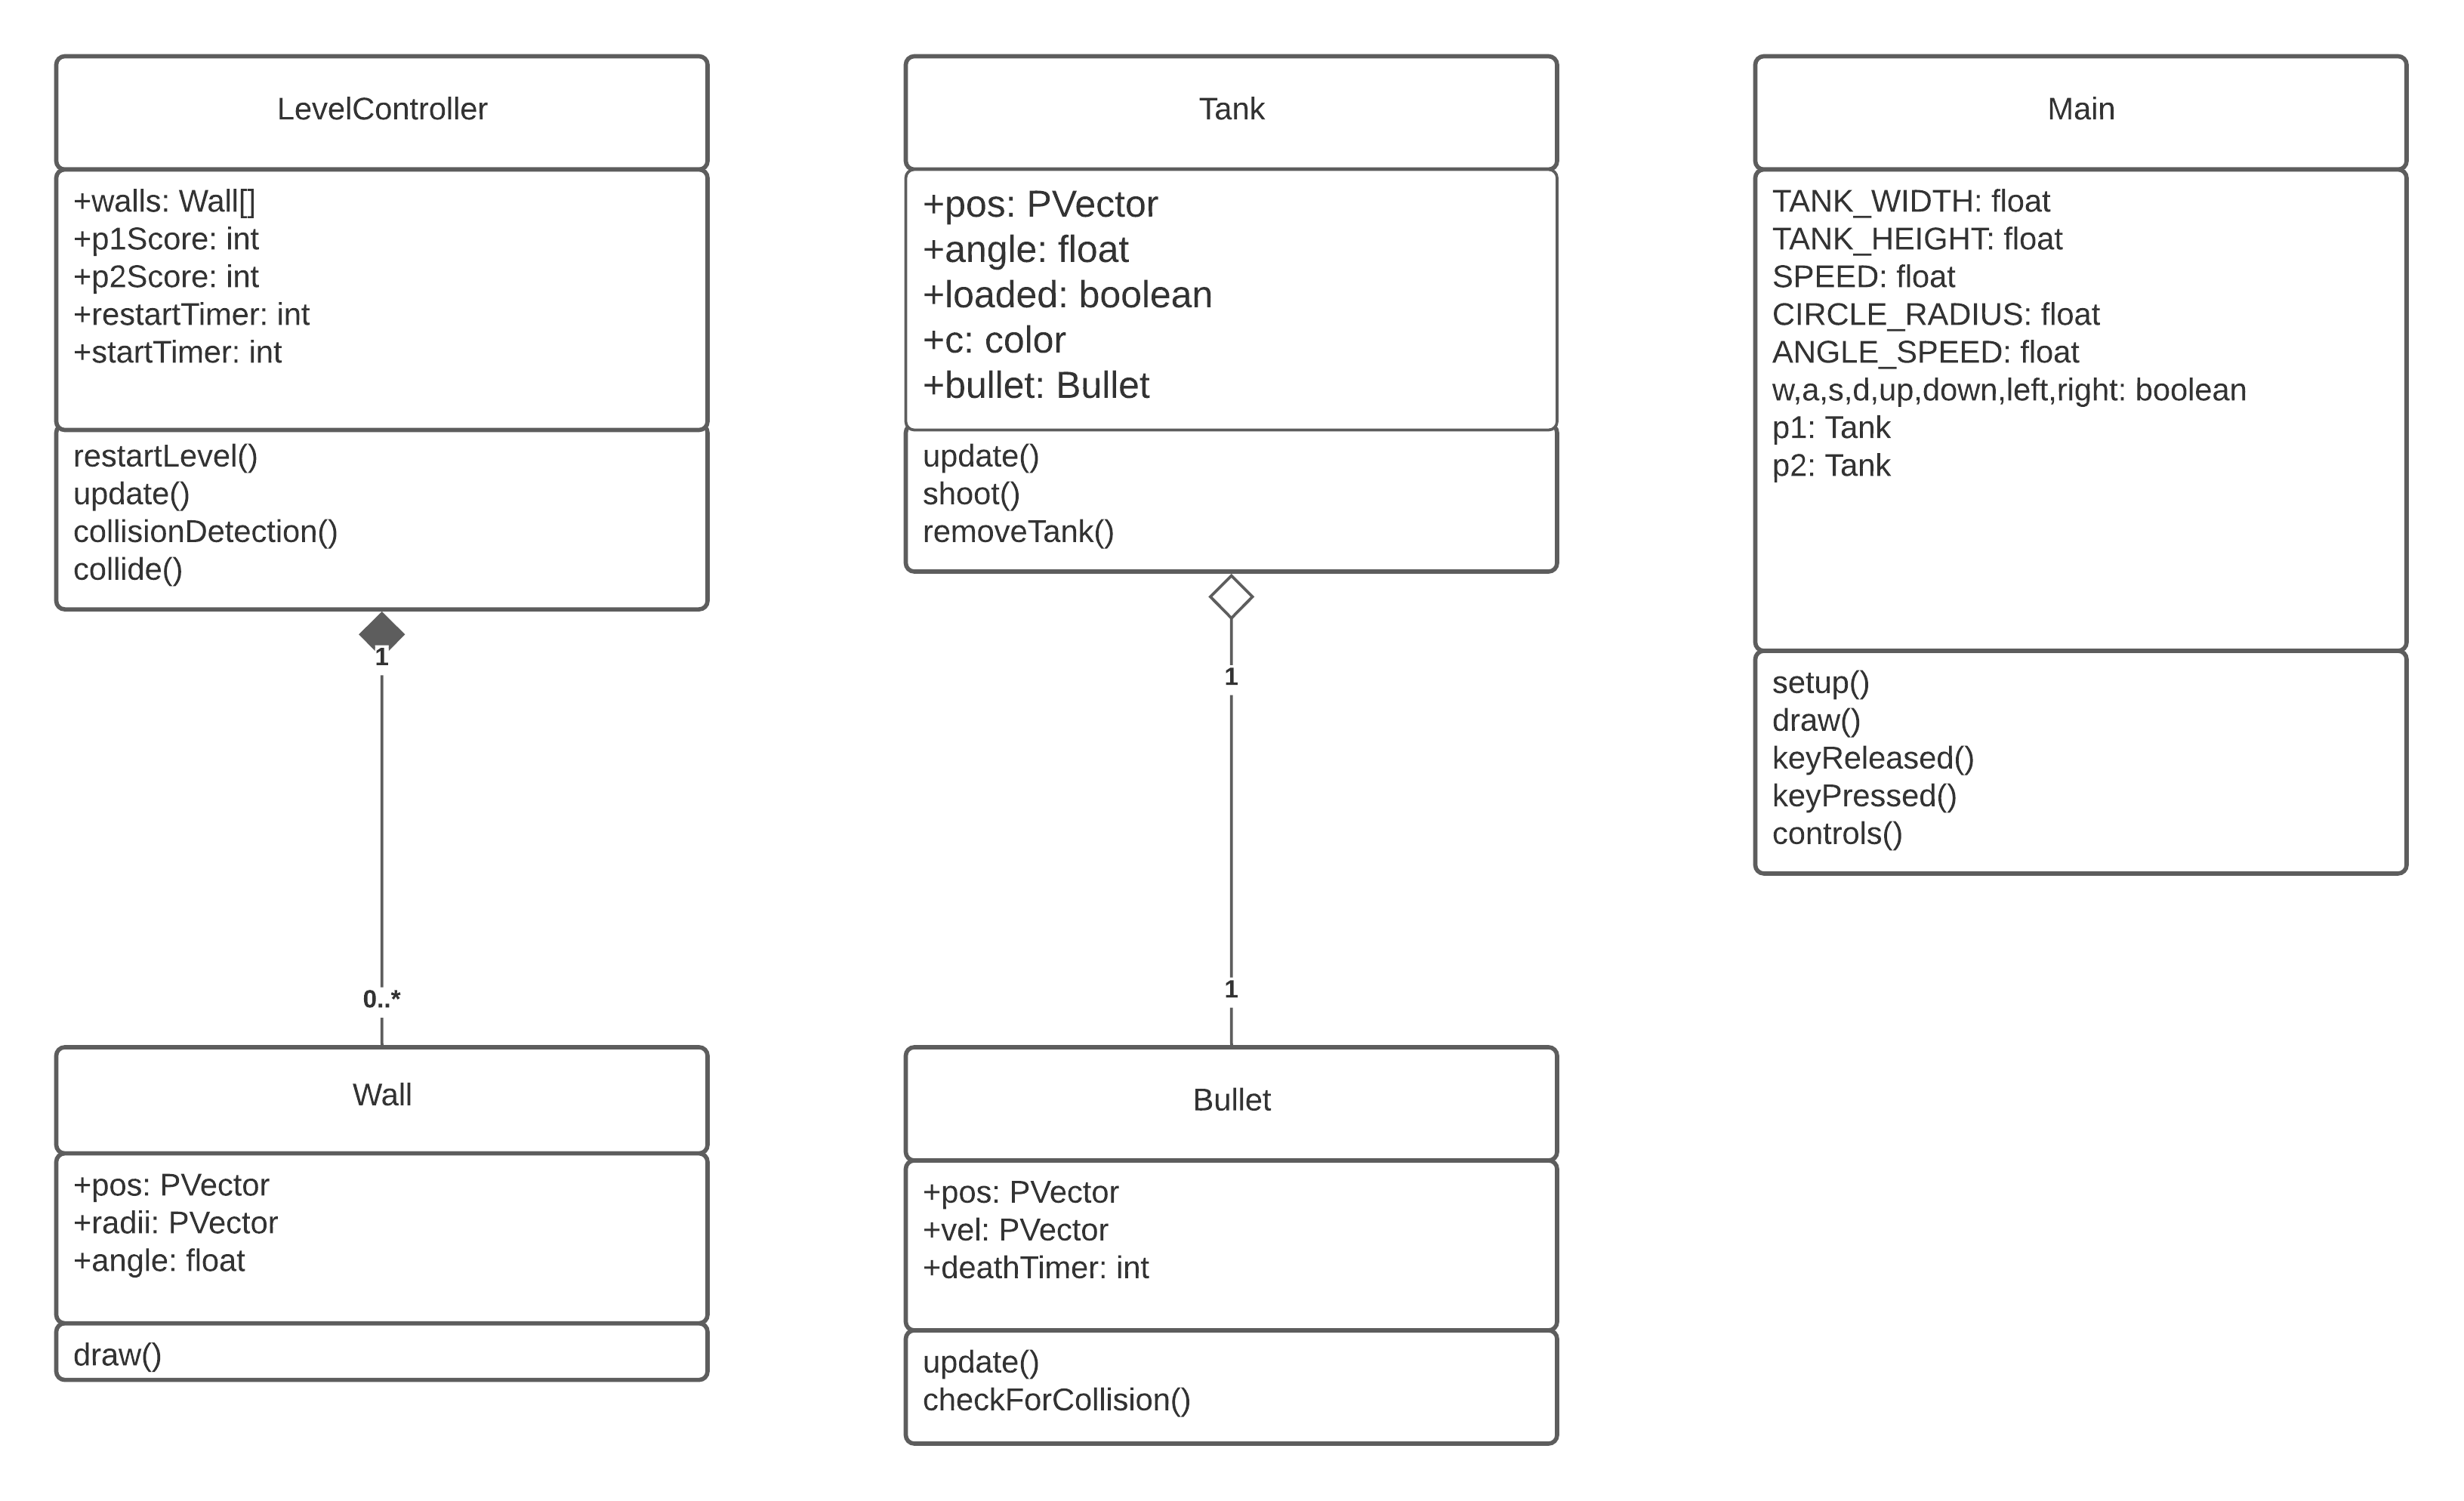 LevelController
+walls: Wall[]
+p1Score: int
+p2Score: int
+restartTimer: int
+startTimer: int
restartLevel()
update()
collisionDetection()
collide()
1
0..*
Wall
+pos: PVector
+radii: PVector
+angle: float
draw()
Tank
+pos: PVector
+angle: float
+loaded: boolean
+c: color
+bullet: Bullet
update()
shoot()
removeTank()
1
1
Bullet
+pos: PVector
+vel: PVector
+deathTimer: int
update()
checkForCollision()
Main
TANK_WIDTH: float
TANK_HEIGHT: float
SPEED: float
CIRCLE_RADIUS: float
ANGLE_SPEED: float
w,a,s,d,up,down,left,right: boolean
p1: Tank
p2: Tank
setup()
draw()
keyReleased()
keyPressed()
controls()